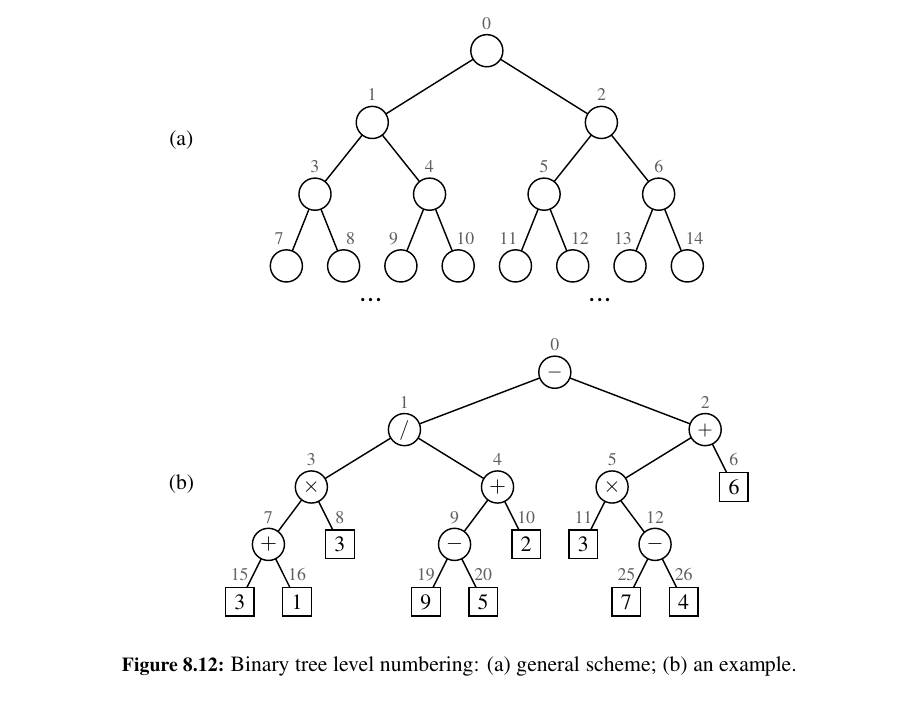 0
1 2
(a)
3 4 5 6
7 8 9 10 11 12 13 14
... ...
0
−
1 2
/ +
3 4 5 6
(b) × + × 6
7 8 9 10 11 12
+ 3 − 2 3 −
15 16 19 20 25 26
3 1 9 5 7 4
Figure 8.12: Binary tree level numbering: (a) general scheme; (b) an example.